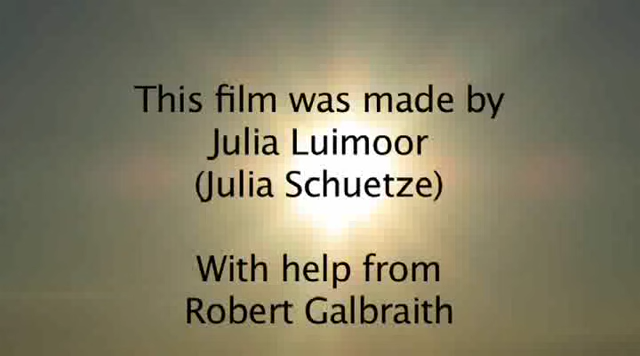 This film was made by
Julia Luimoor
(Julia Schuetze)
With help from
Robert Galbraith